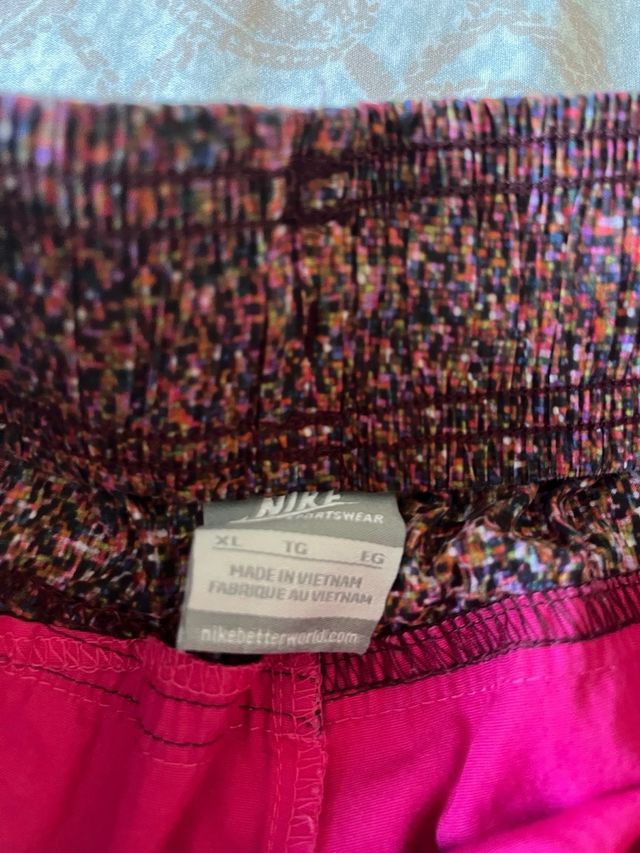 NIKE
SPORTSWEAR
XL TG EG
MADE IN VIETNAM
FABRIQUE AU VIETNAM
nikebetterworld.com